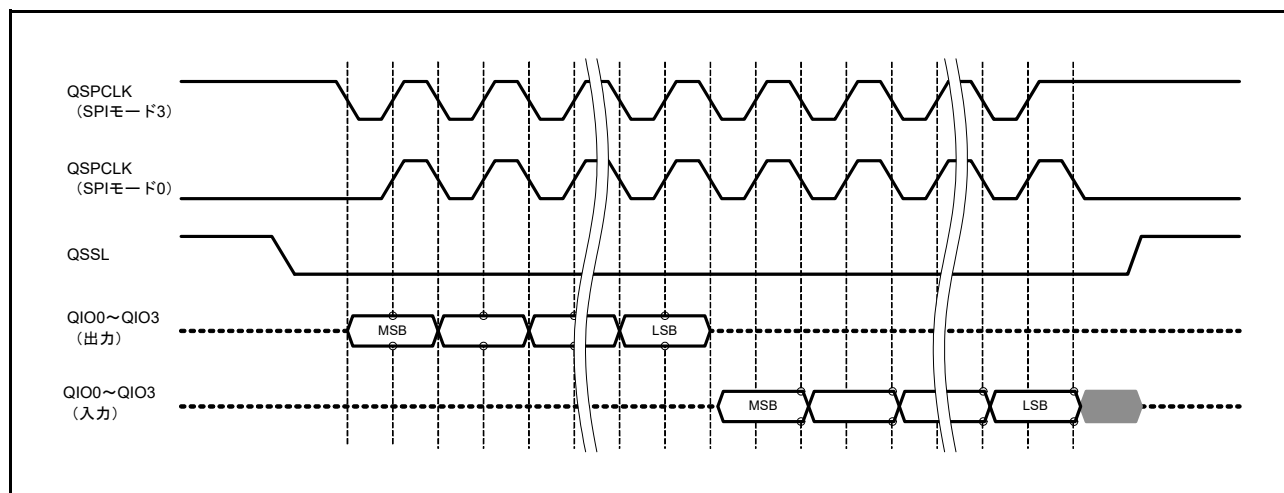 QSPCLK
（SPIモード3）
QSPCLK
（SPIモード0）
QSSL
QIO0～QIO3
（出力）
MSB
LSB
QIO0～QIO3
（入力）
MSB
LSB